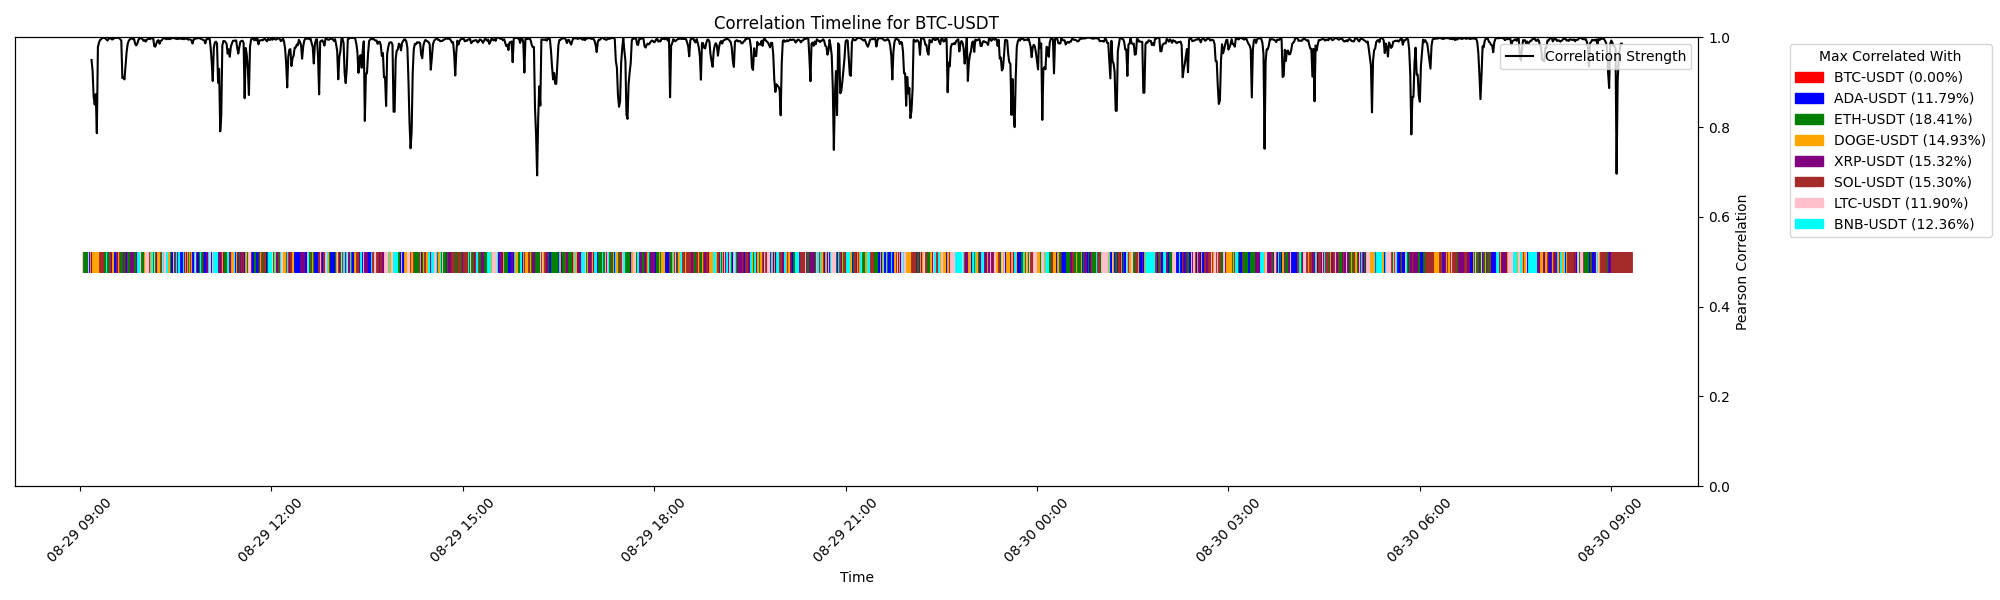 Correlation Timeline for BTC-USDT
Correlation Strength
1.0
0.8
0.6
0.4
0.2
0.0
Pearson Correlation
Max Correlated With
BTC-USDT (0.00%)
ADA-USDT (11.79%)
ETH-USDT (18.41%)
DOGE-USDT (14.93%)
XRP-USDT (15.32%)
SOL-USDT (15.30%)
LTC-USDT (11.90%)
BNB-USDT (12.36%)
08-29 09:00
08-29 12:00
08-29 15:00
08-29 18:00
08-29 21:00
08-30 00:00
08-30 03:00
08-30 06:00
08-30 09:00
Time